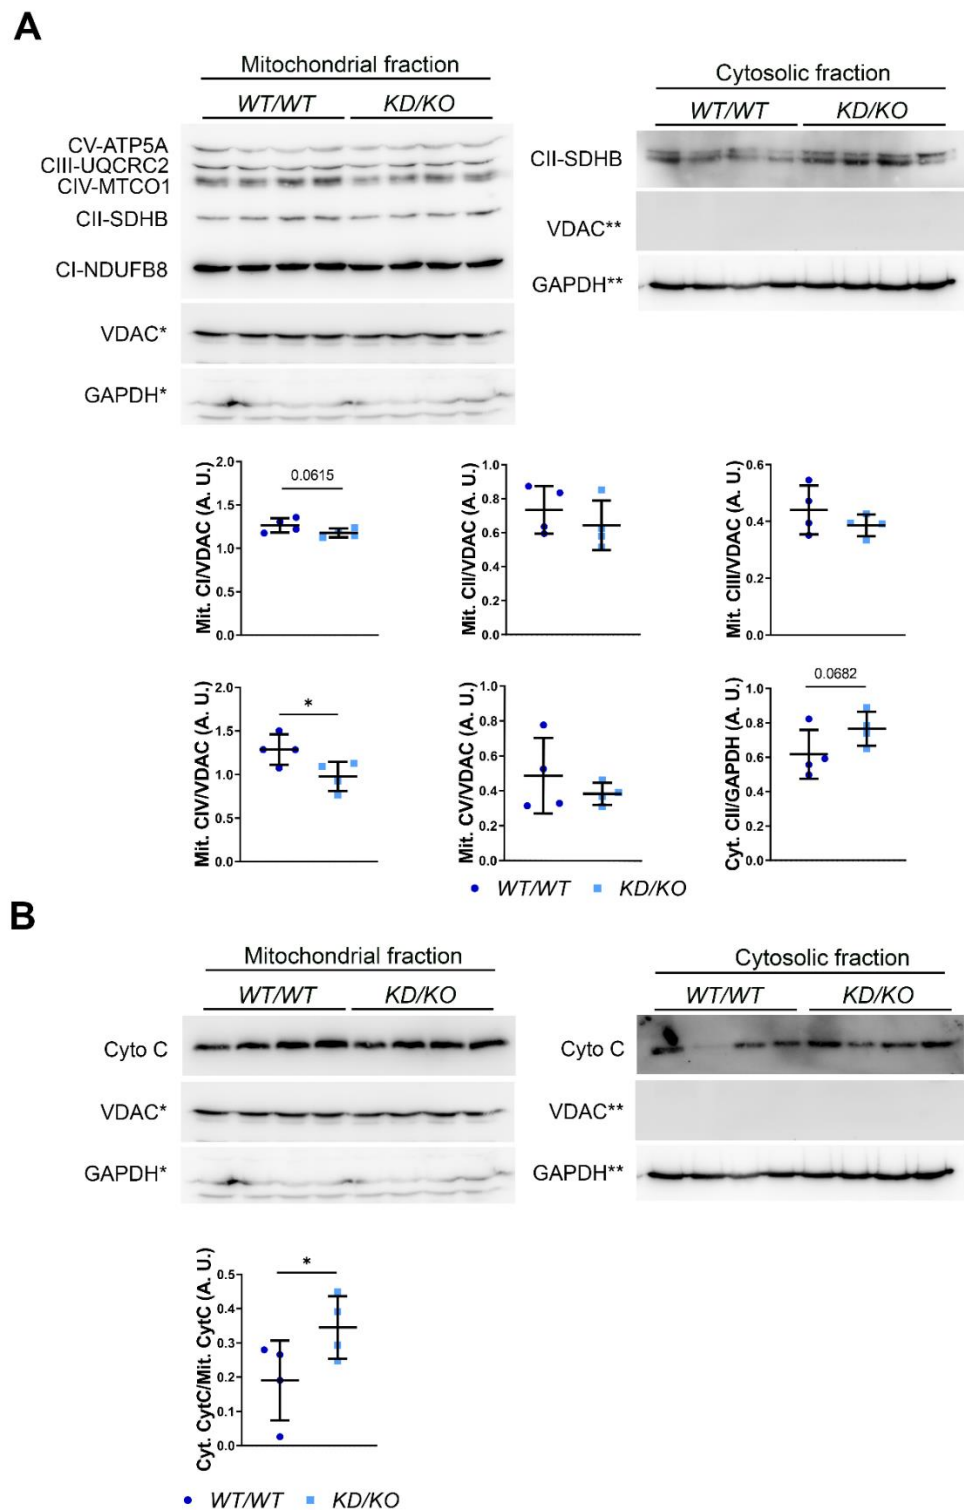 A
Mitochondrial fraction
WT/WT KD/KO
CV-ATP5A
CIII-UQCRC2
CIV-MTCO1
CII-SDHB
CI-NDUFB8
VDAC*
GAPDH*
Cytosolic fraction
WT/WT KD/KO
CII-SDHB
VDAC**
GAPDH**
Mit. CI/VDAC (A. U.)
2.0
1.5
1.0
0.5
0.0
0.0615
Mit. CII/VDAC (A. U.)
1.0
0.8
0.6
0.4
0.2
0.0
Mit. CIII/VDAC (A. U.)
0.6
0.4
0.2
0.0
Mit. CIV/VDAC (A. U.)
2.0
1.5
1.0
0.5
0.0
*
Mit. CV/VDAC (A. U.)
1.0
0.8
0.6
0.4
0.2
0.0
Cyt. CII/GAPDH (A. U.)
1.0
0.8
0.6
0.4
0.2
0.0
0.0682
WT/WT KD/KO
B
Mitochondrial fraction
WT/WT KD/KO
Cyto C
VDAC*
GAPDH*
Cytosolic fraction
WT/WT KD/KO
Cyto C
VDAC**
GAPDH**
Cyt. CytC/Mit. CytC (A. U.)
0.5
0.4
0.3
0.2
0.1
0.0
*
WT/WT KD/KO